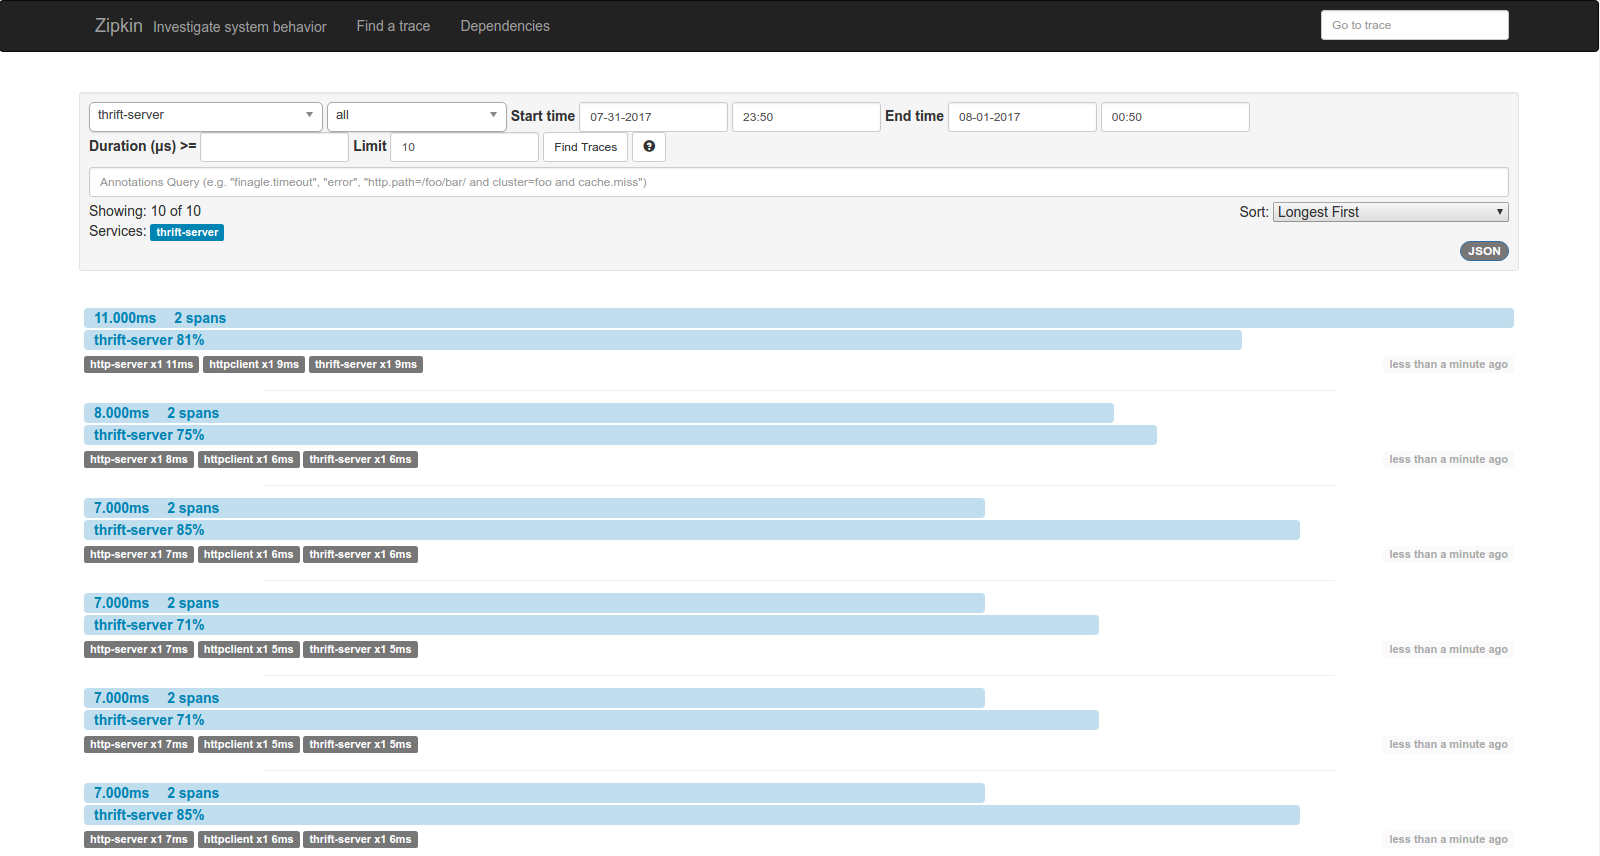 Zipkin Investigate system behavior Find a trace Dependencies Go to trace
thrift-server all Start time 07-31-2017 23:50 End time 08-01-2017 00:50
Duration (μs) >= Limit 10 Find Traces ?
Annotations Query (e.g. "finagle.timeout", "error", "http.path=/foo/bar/ and cluster=foo and cache.miss")
Showing: 10 of 10 Sort: Longest First
Services: thrift-server
JSON
11.000ms 2 spans
thrift-server 81%
http-server x1 11ms httpclient x1 9ms thrift-server x1 9ms less than a minute ago
8.000ms 2 spans
thrift-server 75%
http-server x1 8ms httpclient x1 6ms thrift-server x1 6ms less than a minute ago
7.000ms 2 spans
thrift-server 85%
http-server x1 7ms httpclient x1 6ms thrift-server x1 6ms less than a minute ago
7.000ms 2 spans
thrift-server 71%
http-server x1 7ms httpclient x1 5ms thrift-server x1 5ms less than a minute ago
7.000ms 2 spans
thrift-server 71%
http-server x1 7ms httpclient x1 5ms thrift-server x1 5ms less than a minute ago
7.000ms 2 spans
thrift-server 85%
http-server x1 7ms httpclient x1 6ms thrift-server x1 6ms less than a minute ago